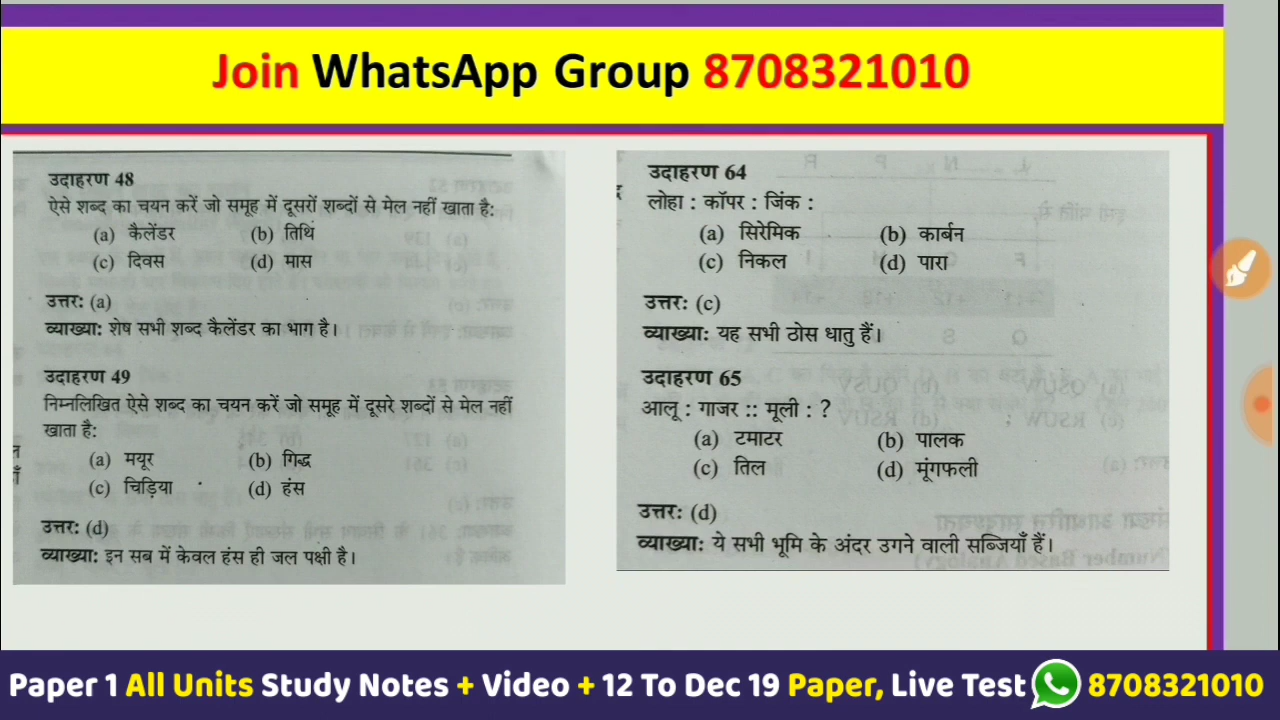 Join WhatsApp Group 8708321010
उदाहरण 48
ऐसे शब्द का चयन करें जो समूह में दूसरों शब्दों से मेल नहीं खाता है:
(a) कैलेंडर (b) तिथिं
(c) दिवस (d) मास
उत्तर: (a)
व्याख्या: शेष सभी शब्द कैलेंडर का भाग है।
उदाहरण 49
निम्नलिखित ऐसे शब्द का चयन करें जो समूह में दूसरे शब्दों से मेल नहीं
खाता है:
(a) मयूर (b) गिद्ध
(c) चिड़िया (d) हंस
उत्तर: (d)
व्याख्या: इन सब में केवल हंस ही जल पक्षी है।
उदाहरण 64
लोहा : कॉपर : जिंक :
(a) सिरेमिक (b) कार्बन
(c) निकल (d) पारा
उत्तर: (c)
व्याख्या: यह सभी ठोस धातु हैं।
उदाहरण 65
आलू : गाजर :: मूली : ?
(a) टमाटर (b) पालक
(c) तिल (d) मूंगफली
उत्तर: (d)
व्याख्या: ये सभी भूमि के अंदर उगने वाली सब्जियाँ हैं।
Paper 1 All Units Study Notes + Video + 12 To Dec 19 Paper, Live Test 8708321010